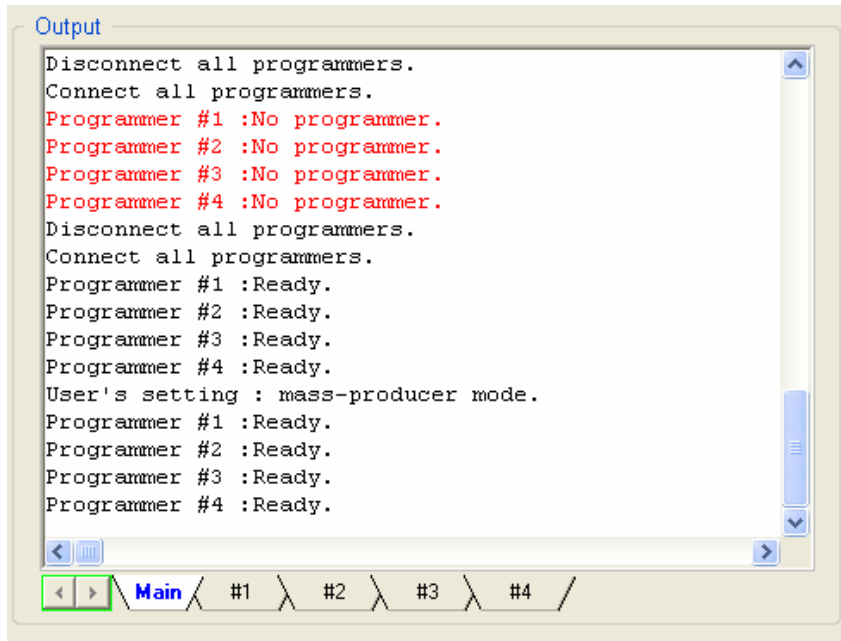 Output
Disconnect all programmers.
Connect all programmers.
Programmer #1 :No programmer.
Programmer #2 :No programmer.
Programmer #3 :No programmer.
Programmer #4 :No programmer.
Disconnect all programmers.
Connect all programmers.
Programmer #1 :Ready.
Programmer #2 :Ready.
Programmer #3 :Ready.
Programmer #4 :Ready.
User's setting : mass-producer mode.
Programmer #1 :Ready.
Programmer #2 :Ready.
Programmer #3 :Ready.
Programmer #4 :Ready.
Main #1 #2 #3 #4